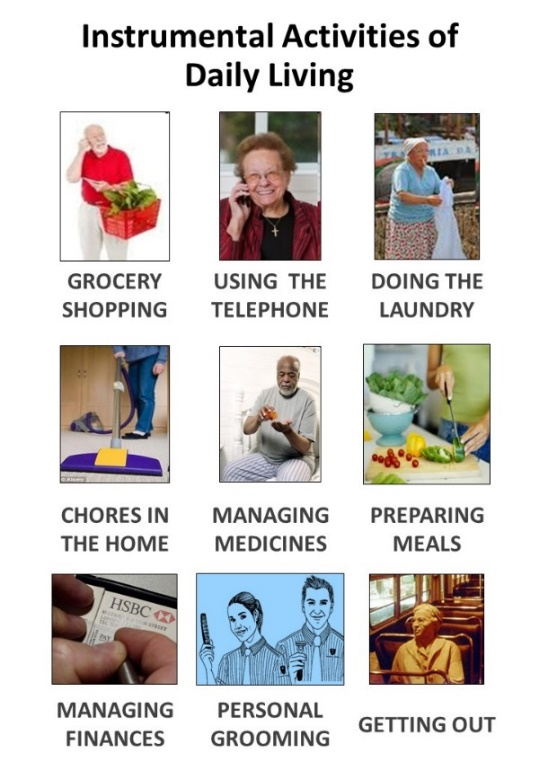 Instrumental Activities of
Daily Living
GROCERY
SHOPPING
USING THE
TELEPHONE
DOING THE
LAUNDRY
CHORES IN
THE HOME
MANAGING
MEDICINES
PREPARING
MEALS
HSBC
MANAGING
FINANCES
PERSONAL
GROOMING
GETTING OUT